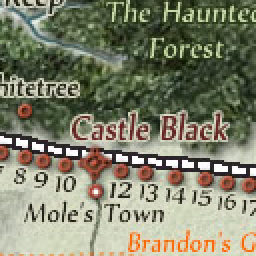 Keep
The Haunted
Forest
hitetree
Castle Black
7 8 9 10 12 13 14 15 16 17
Mole's Town
Brandon's G